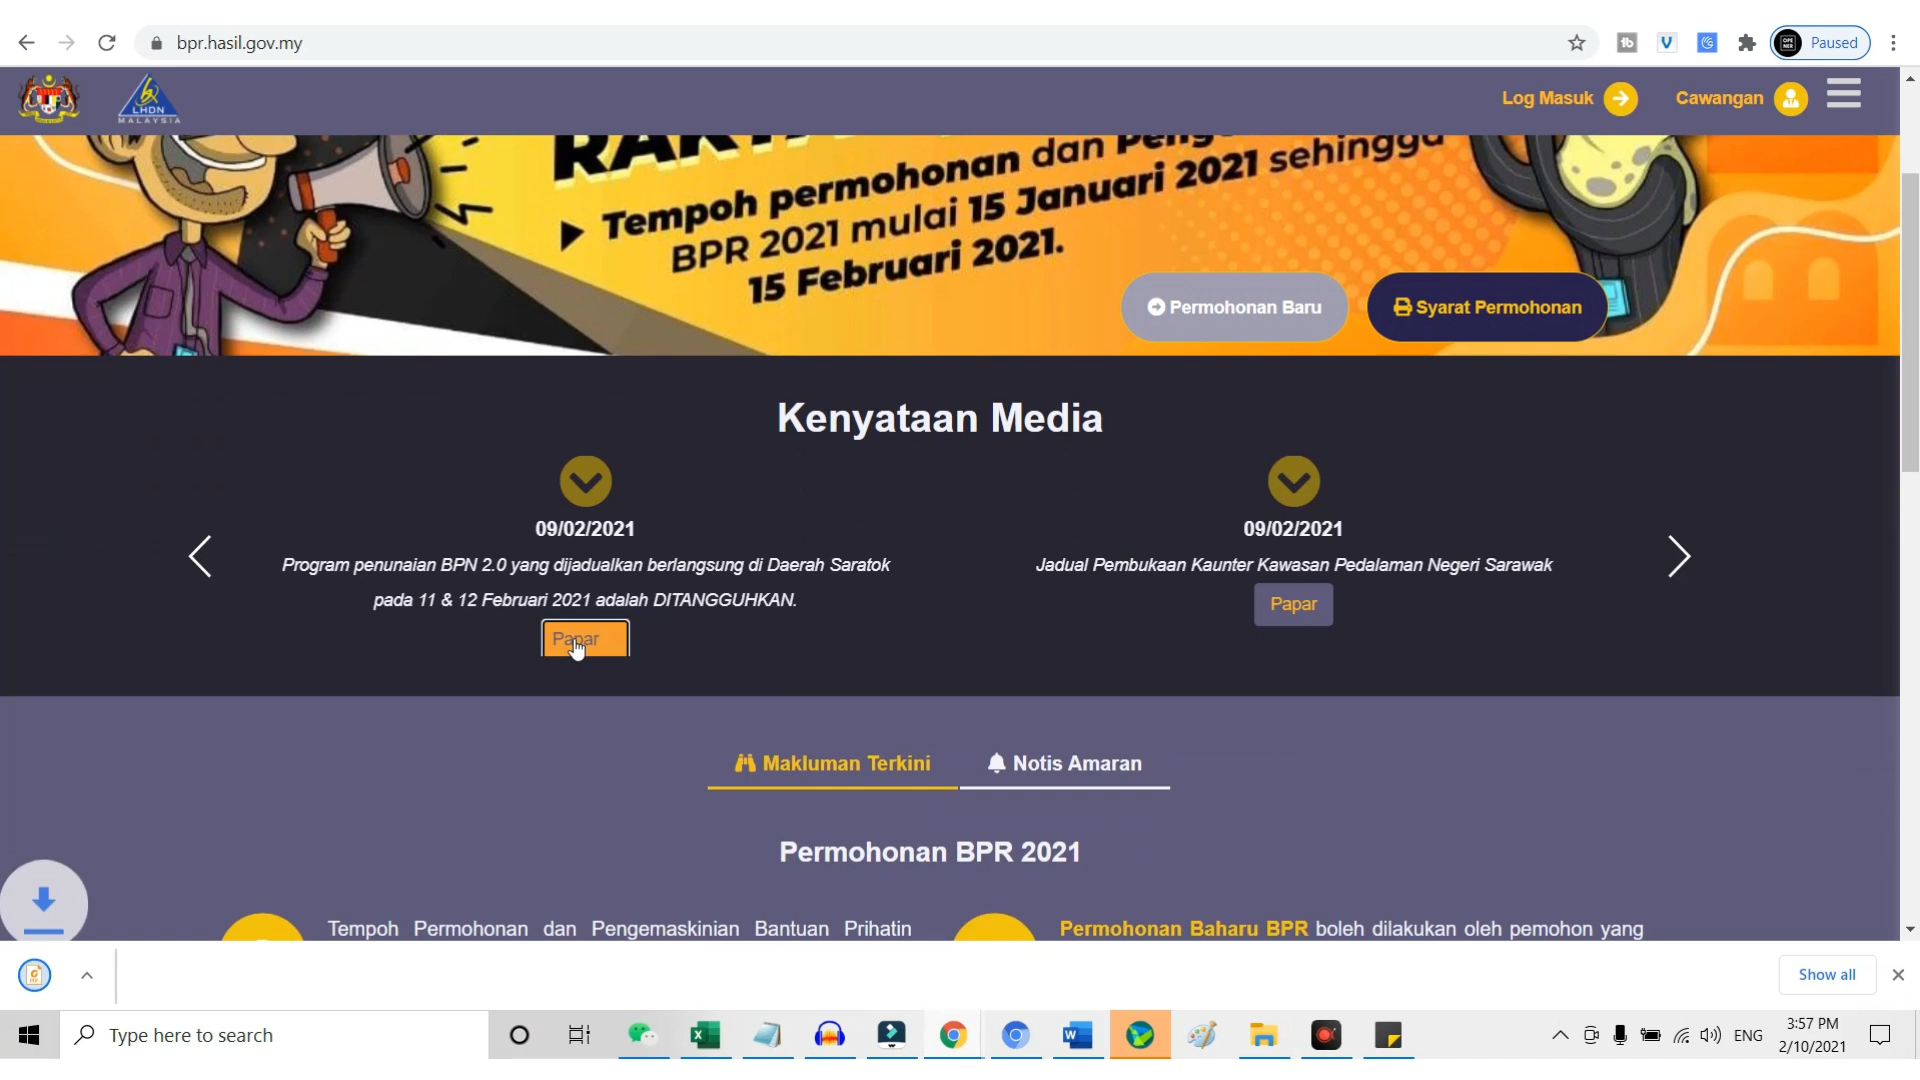 bpr.hasil.gov.my
Paused
LHDN
MALAYSIA
Log Masuk
Cawangan
Tempoh permohonan dan
BPR 2021 mulai 15 Januari 2021 sehingga
15 Februari 2021.
Permohonan Baru
Syarat Permohonan
Kenyataan Media
09/02/2021
Program penunaian BPN 2.0 yang dijadualkan berlangsung di Daerah Saratok
pada 11 & 12 Februari 2021 adalah DITANGGUHKAN.
Papar
09/02/2021
Jadual Pembukaan Kaunter Kawasan Pedalaman Negeri Sarawak
Papar
Makluman Terkini
Notis Amaran
Permohonan BPR 2021
Tempoh Permohonan dan Pengemaskinian Bantuan Prihatin
Permohonan Baharu BPR boleh dilakukan oleh pemohon yang
Show all
Type here to search
ENG
3:57 PM
2/10/2021